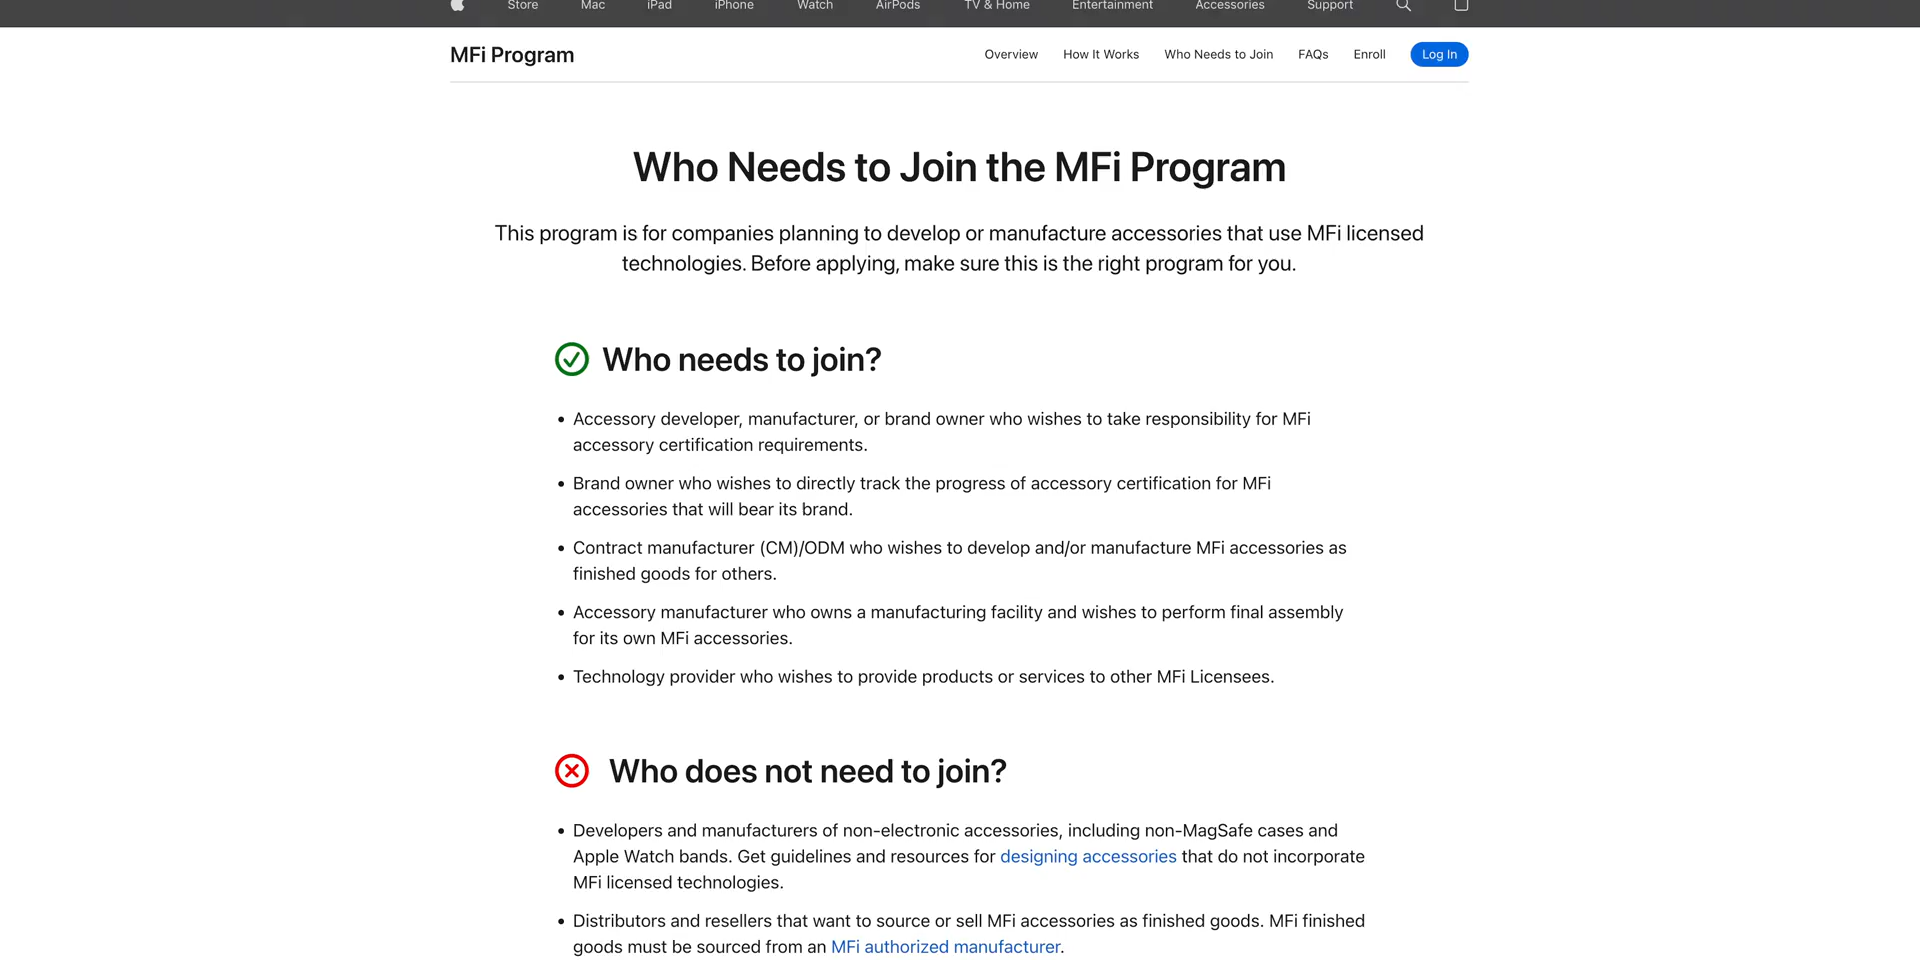 Store Mac iPad iPhone Watch AirPods TV & Home Entertainment Accessories Support
MFi Program
Overview How It Works Who Needs to Join FAQs Enroll Log In
Who Needs to Join the MFi Program
This program is for companies planning to develop or manufacture accessories that use MFi licensed
technologies. Before applying, make sure this is the right program for you.
Who needs to join?
• Accessory developer, manufacturer, or brand owner who wishes to take responsibility for MFi
accessory certification requirements.
• Brand owner who wishes to directly track the progress of accessory certification for MFi
accessories that will bear its brand.
• Contract manufacturer (CM)/ODM who wishes to develop and/or manufacture MFi accessories as
finished goods for others.
• Accessory manufacturer who owns a manufacturing facility and wishes to perform final assembly
for its own MFi accessories.
• Technology provider who wishes to provide products or services to other MFi Licensees.
Who does not need to join?
• Developers and manufacturers of non-electronic accessories, including non-MagSafe cases and
Apple Watch bands. Get guidelines and resources for designing accessories that do not incorporate
MFi licensed technologies.
• Distributors and resellers that want to source or sell MFi accessories as finished goods. MFi finished
goods must be sourced from an MFi authorized manufacturer.